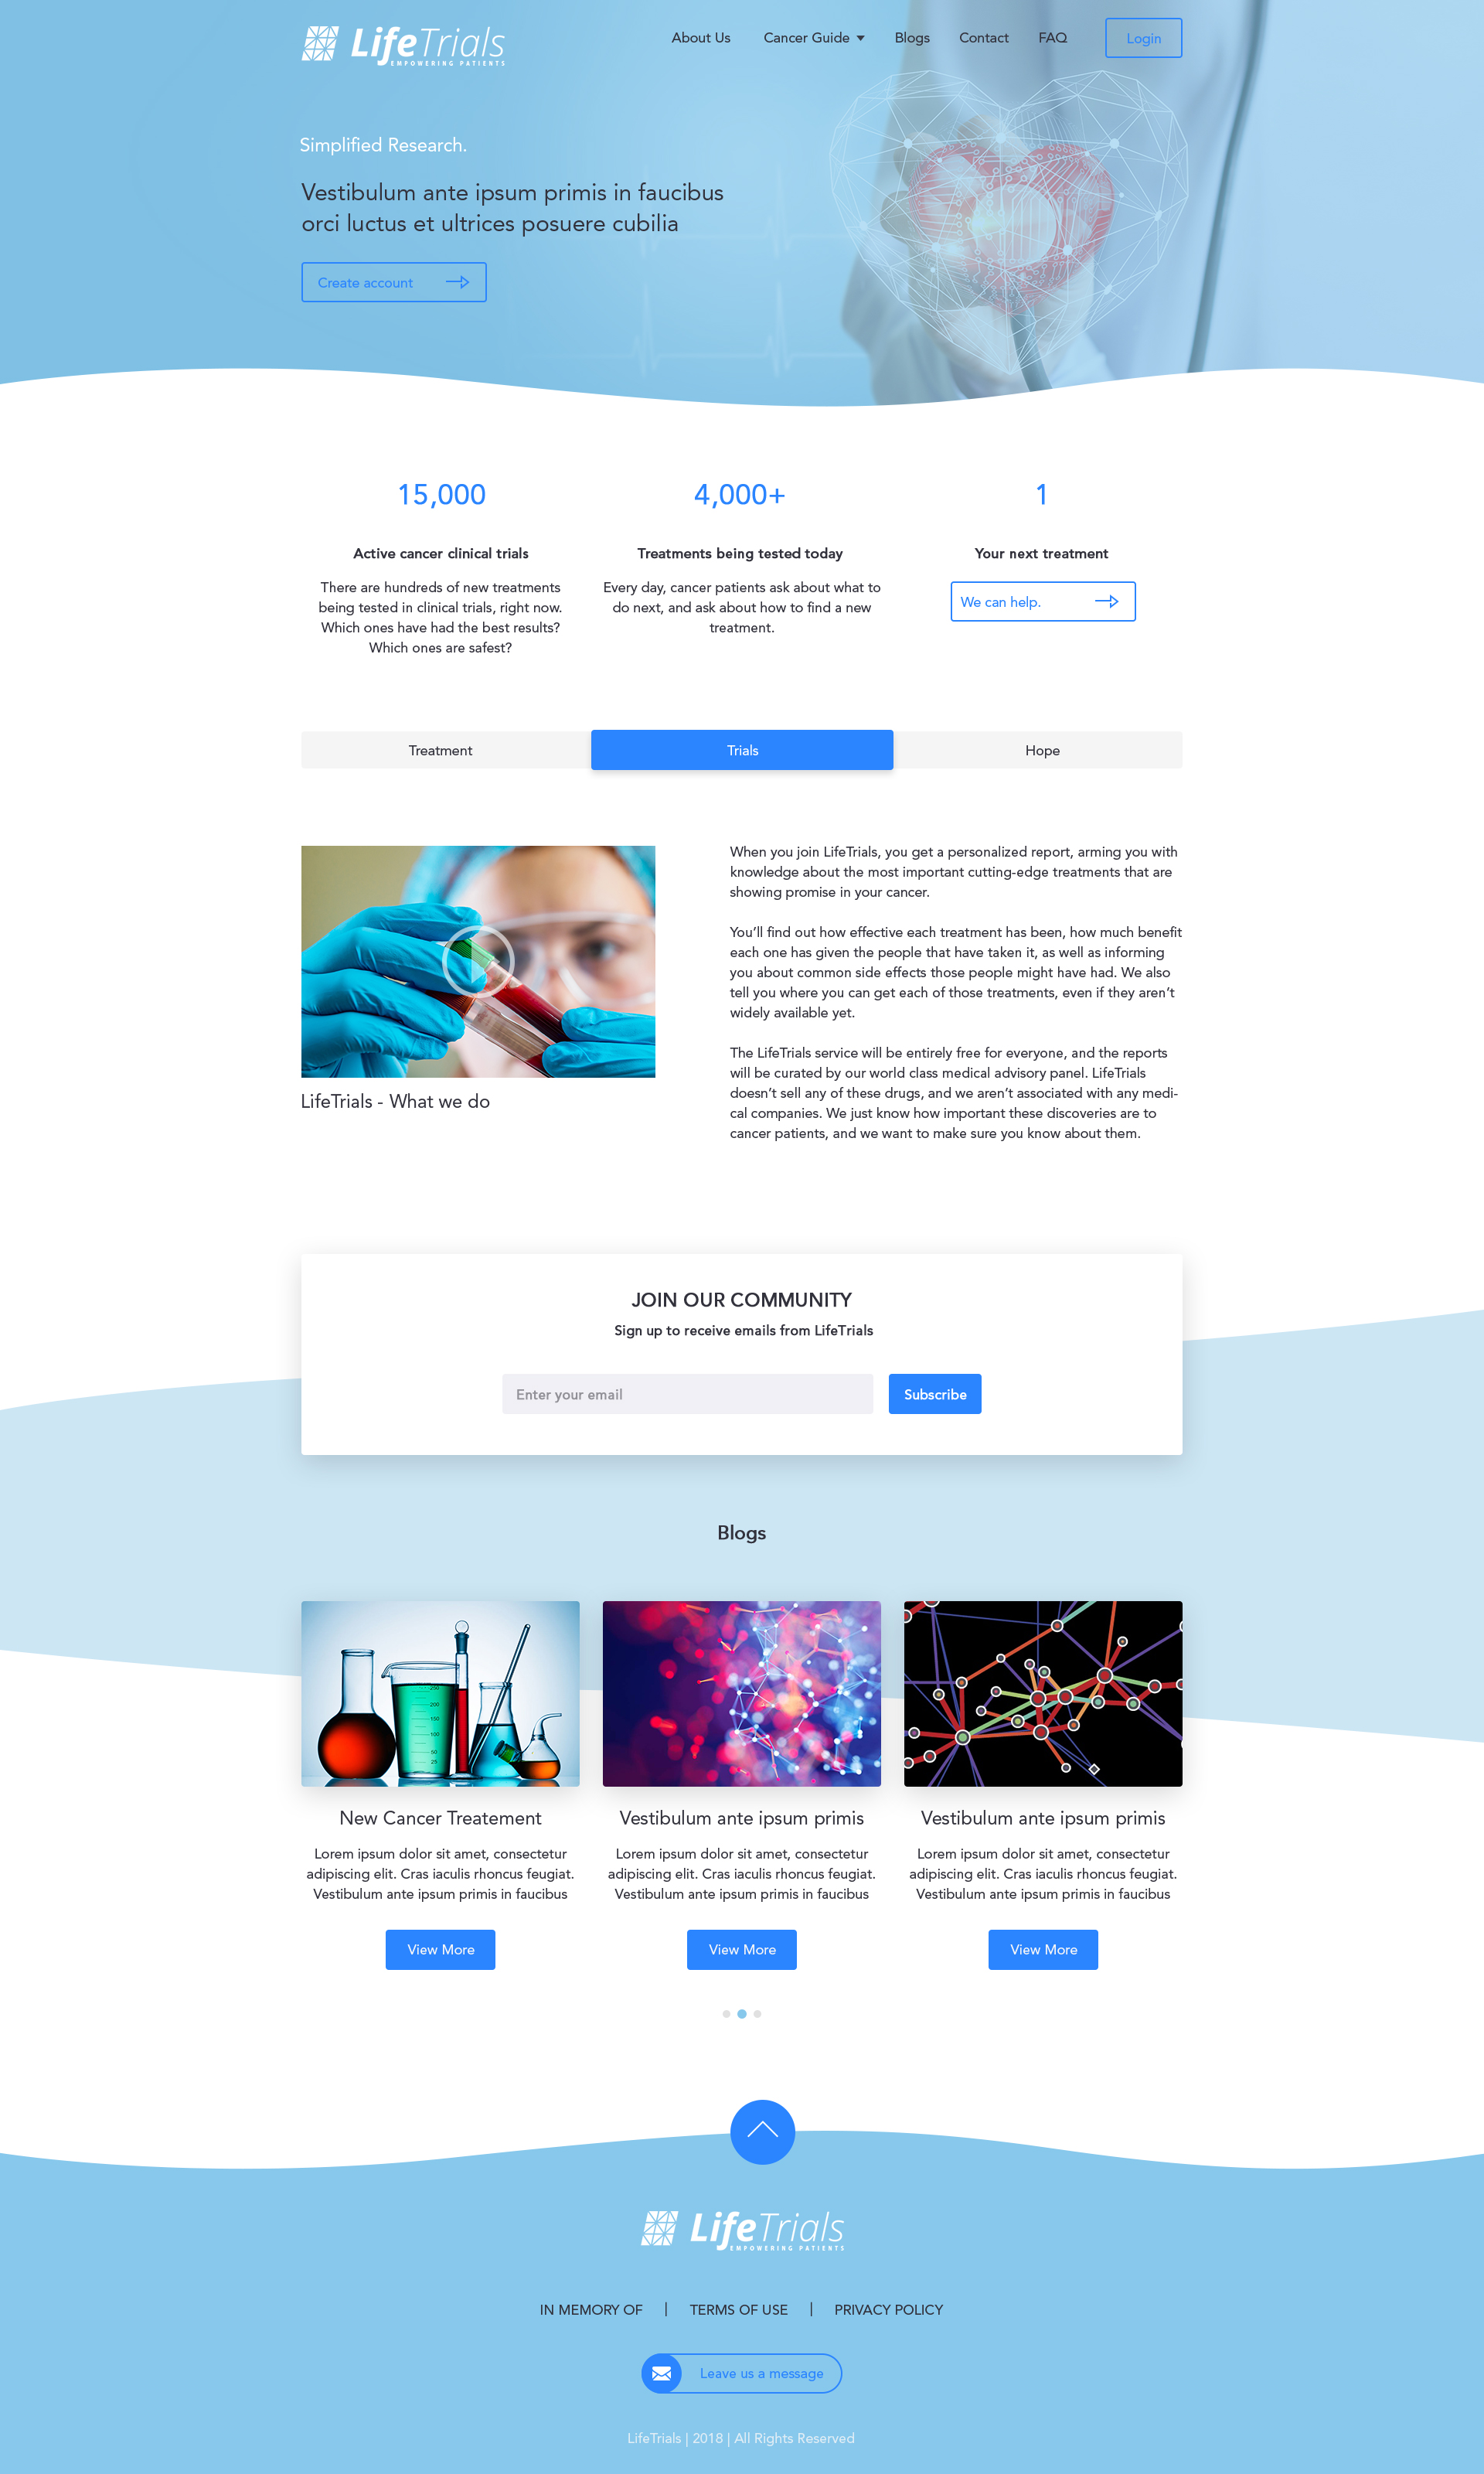 LifeTrials
EMPOWERING PATIENTS
About Us
Cancer Guide
Blogs
Contact
FAQ
Login
Simplified Research.
Vestibulum ante ipsum primis in faucibus
orci luctus et ultrices posuere cubilia
Create account
15,000
Active cancer clinical trials
There are hundreds of new treatments
being tested in clinical trials, right now.
Which ones have had the best results?
Which ones are safest?
4,000+
Treatments being tested today
Every day, cancer patients ask about what to
do next, and ask about how to find a new
treatment.
1
Your next treatment
We can help.
Treatment
Trials
Hope
LifeTrials - What we do
When you join LifeTrials, you get a personalized report, arming you with
knowledge about the most important cutting-edge treatments that are
showing promise in your cancer.
You’ll find out how effective each treatment has been, how much benefit
each one has given the people that have taken it, as well as informing
you about common side effects those people might have had. We also
tell you where you can get each of those treatments, even if they aren’t
widely available yet.
The LifeTrials service will be entirely free for everyone, and the reports
will be curated by our world class medical advisory panel. LifeTrials
doesn’t sell any of these drugs, and we aren’t associated with any medi-
cal companies. We just know how important these discoveries are to
cancer patients, and we want to make sure you know about them.
JOIN OUR COMMUNITY
Sign up to receive emails from LifeTrials
Enter your email
Subscribe
Blogs
250
150
100
50
25
New Cancer Treatement
Lorem ipsum dolor sit amet, consectetur
adipiscing elit. Cras iaculis rhoncus feugiat.
Vestibulum ante ipsum primis in faucibus
View More
Vestibulum ante ipsum primis
Lorem ipsum dolor sit amet, consectetur
adipiscing elit. Cras iaculis rhoncus feugiat.
Vestibulum ante ipsum primis in faucibus
View More
Vestibulum ante ipsum primis
Lorem ipsum dolor sit amet, consectetur
adipiscing elit. Cras iaculis rhoncus feugiat.
Vestibulum ante ipsum primis in faucibus
View More
LifeTrials
EMPOWERING PATIENTS
IN MEMORY OF | TERMS OF USE | PRIVACY POLICY
Leave us a message
LifeTrials | 2018 | All Rights Reserved